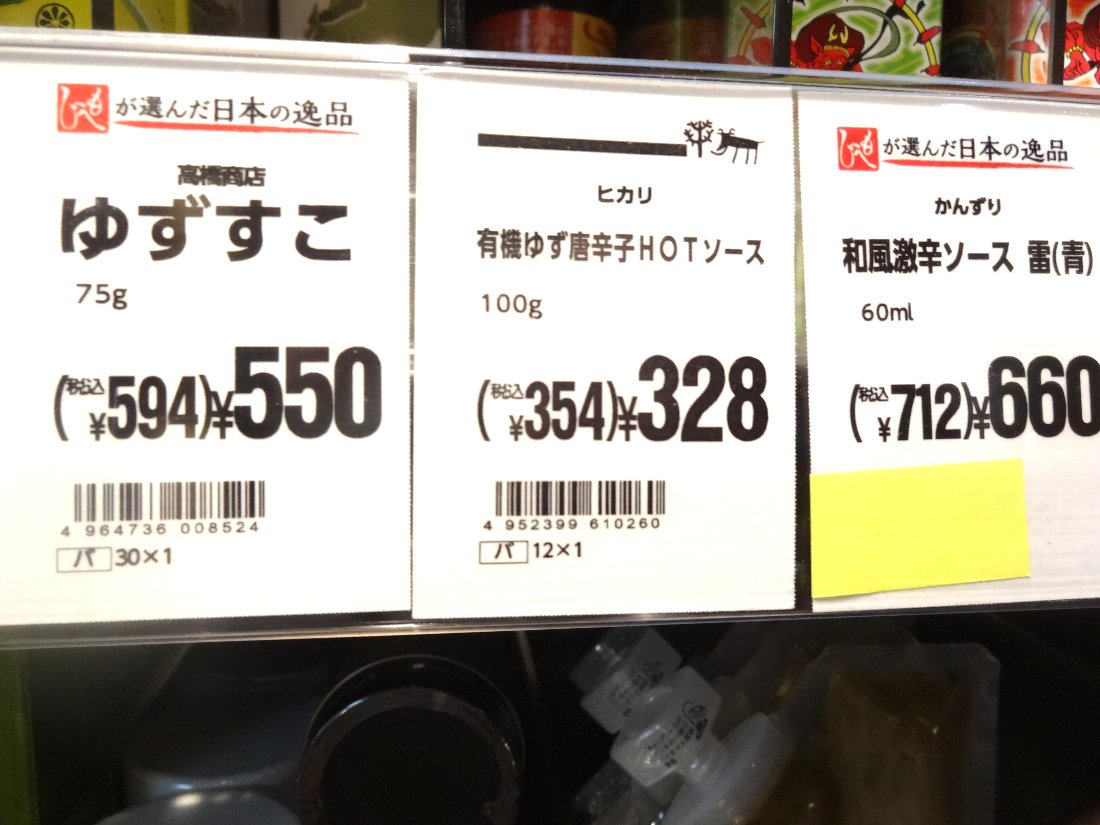 が選んだ日本の逸品
高橋商店
ゆずすこ
75g
(税込¥594)¥550
4 964736 008524
バ 30×1
ヒカリ
有機ゆず唐辛子HOTソース
100g
(税込¥354)¥328
4 952399 610260
バ 12×1
が選んだ日本の逸品
かんずり
和風激辛ソース 雷(青)
60ml
(税込¥712)¥660